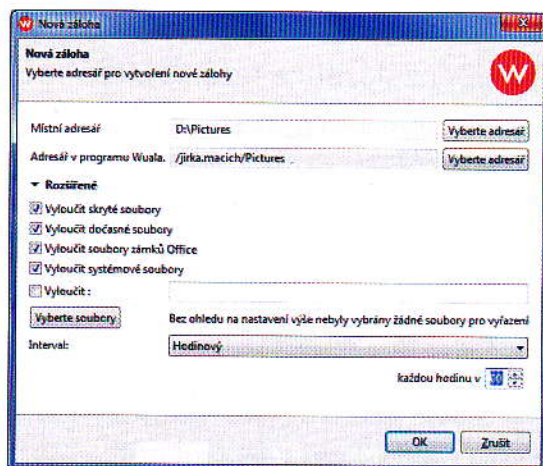 Nová záloha
Nová záloha
Vyberte adresář pro vytvoření nové zálohy
W
Místní adresář D:\Pictures Vyberte adresář
Adresář v programu Wuala. /jirka.macich/Pictures Vyberte adresář
Rozšířené
Vyloučit skryté soubory
Vyloučit dočasné soubory
Vyloučit soubory zámků Office
Vyloučit systémové soubory
Vyloučit :
Vyberte soubory Bez ohledu na nastavení výše nebyly vybrány žádné soubory pro vyřazení
Interval: Hodinový
každou hodinu v 30
OK Zrušit